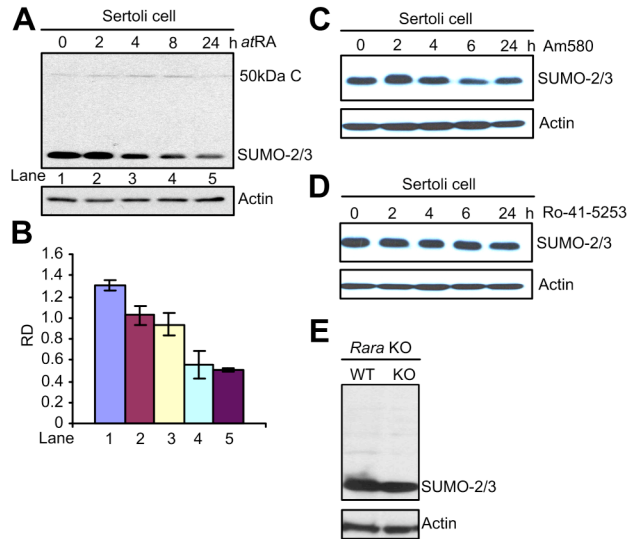 A
Sertoli cell
0 2 4 8 24 h atRA
50kDa C
SUMO-2/3
Lane 1 2 3 4 5
Actin
B
1.6
1.4
1.2
1.0
0.8
0.6
0.4
0.2
0
RD
Lane 1 2 3 4 5
C
Sertoli cell
0 2 4 6 24 h Am580
SUMO-2/3
Actin
D
Sertoli cell
0 2 4 6 24 h Ro-41-5253
SUMO-2/3
Actin
E
Rara KO
WT KO
SUMO-2/3
Actin